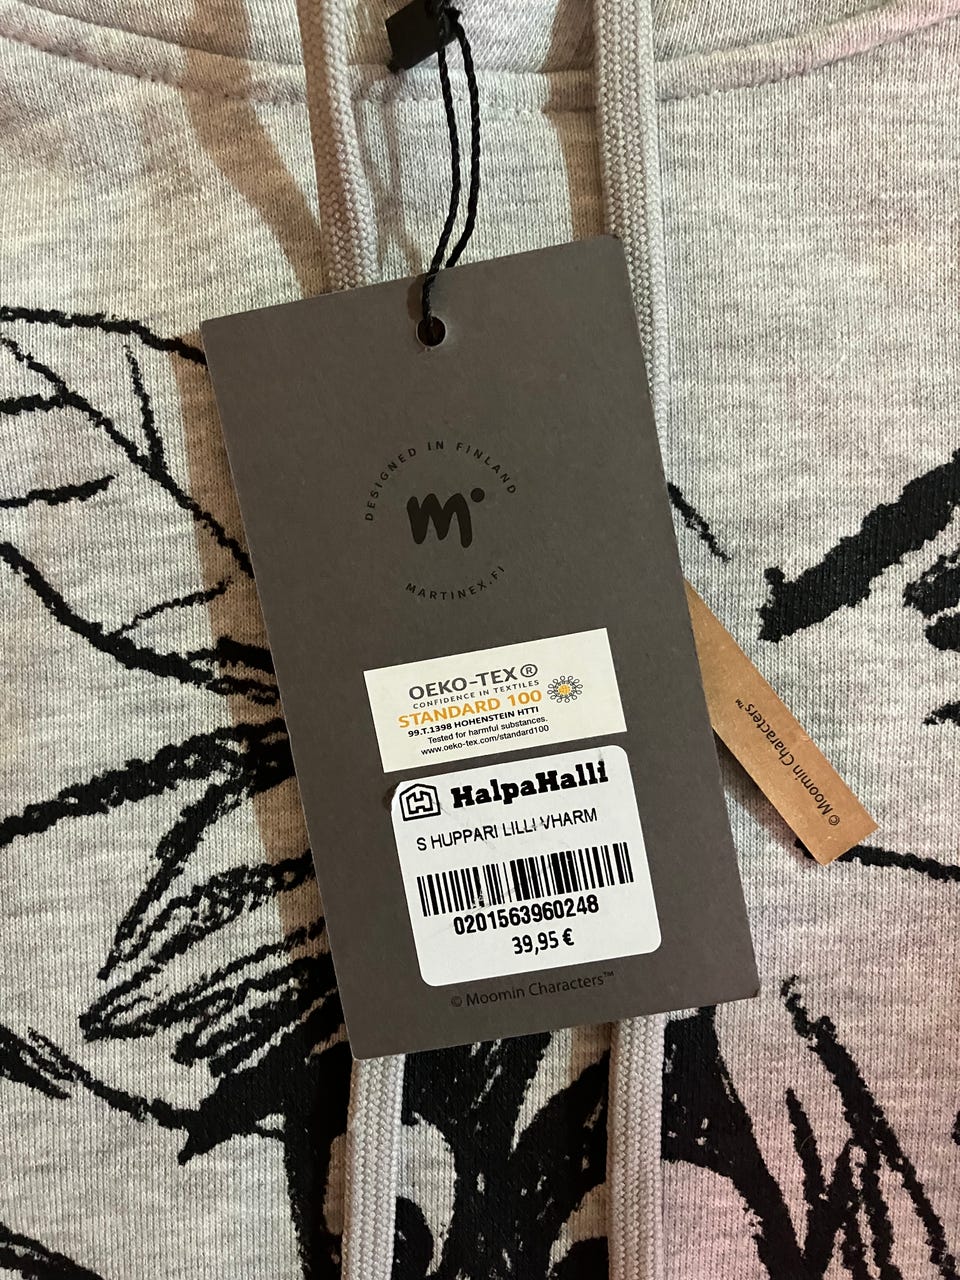 DESIGNED IN FINLAND
m
MARTINEX.FI
OEKO-TEX®
CONFIDENCE IN TEXTILES
STANDARD 100
99.T.1398 HOHENSTEIN HTTI
Tested for harmful substances.
www.oeko-tex.com/standard100
HalpaHalli
S HUPPARI LILLI VHARM
0201563960248
39,95 €
© Moomin Characters™
© Moomin Characters™